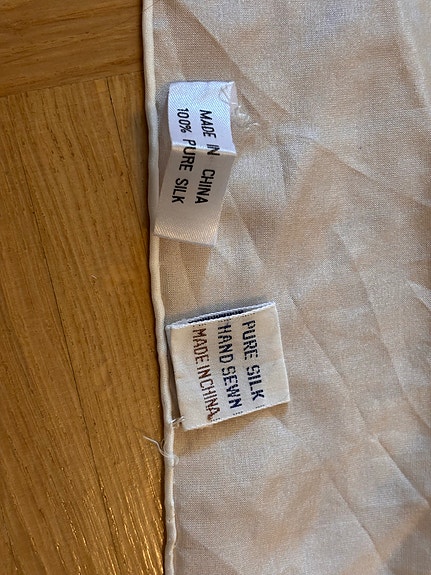 MADE IN CHINA
100% PURE SILK
PURE SILK
HAND SEWN
MADE IN CHINA